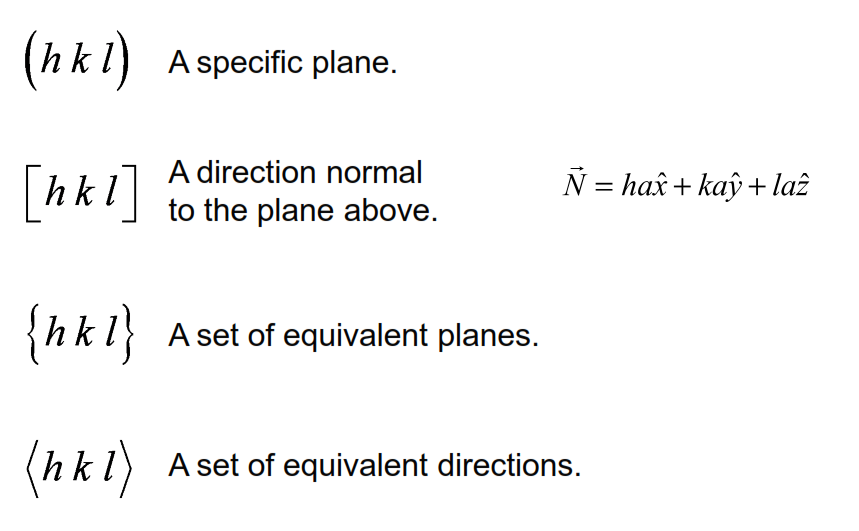 (h k l) A specific plane.
[h k l] A direction normal
to the plane above.
N⃗ = hax̂ + kaŷ + laẑ
{h k l} A set of equivalent planes.
⟨h k l⟩ A set of equivalent directions.